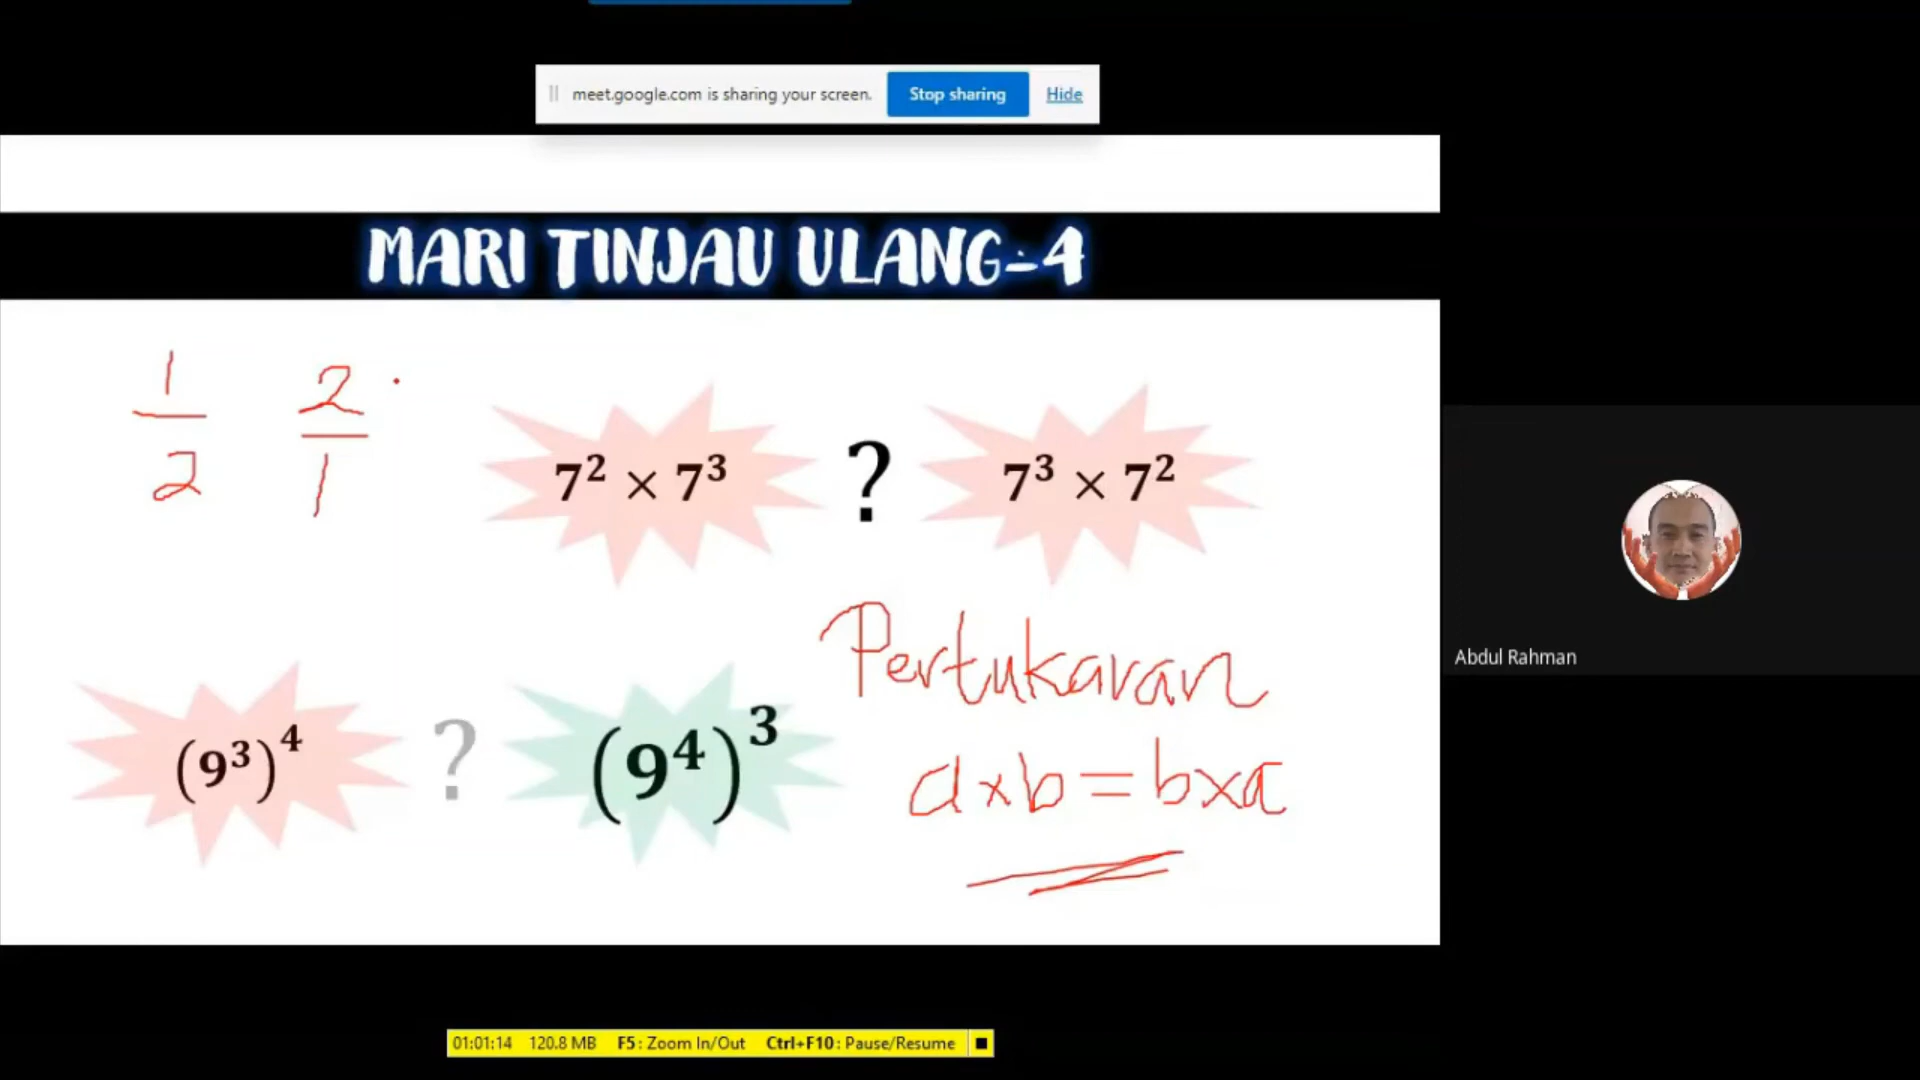 meet.google.com is sharing your screen. Stop sharing Hide
MARI TINJAU ULANG-4
1/2 2/1
7² × 7³ ? 7³ × 7²
Pertukaran
(9³)⁴ ? (9⁴)³
a×b=b×a
Abdul Rahman
01:01:14 120.8 MB F5: Zoom In/Out Ctrl+F10: Pause/Resume